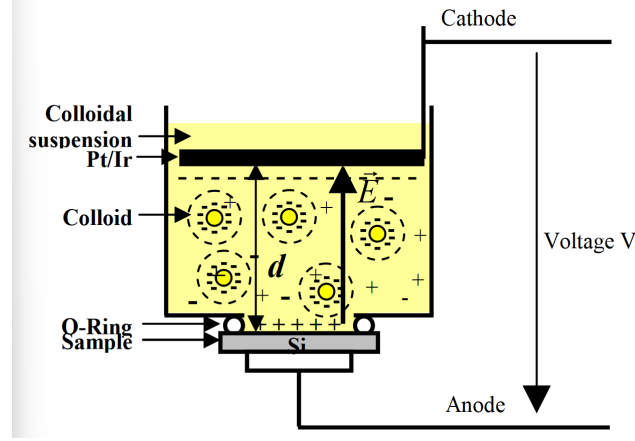 Cathode
Colloidal
suspension
Pt/Ir
E
Colloid
Voltage V
d
O-Ring
Sample
Si
Anode